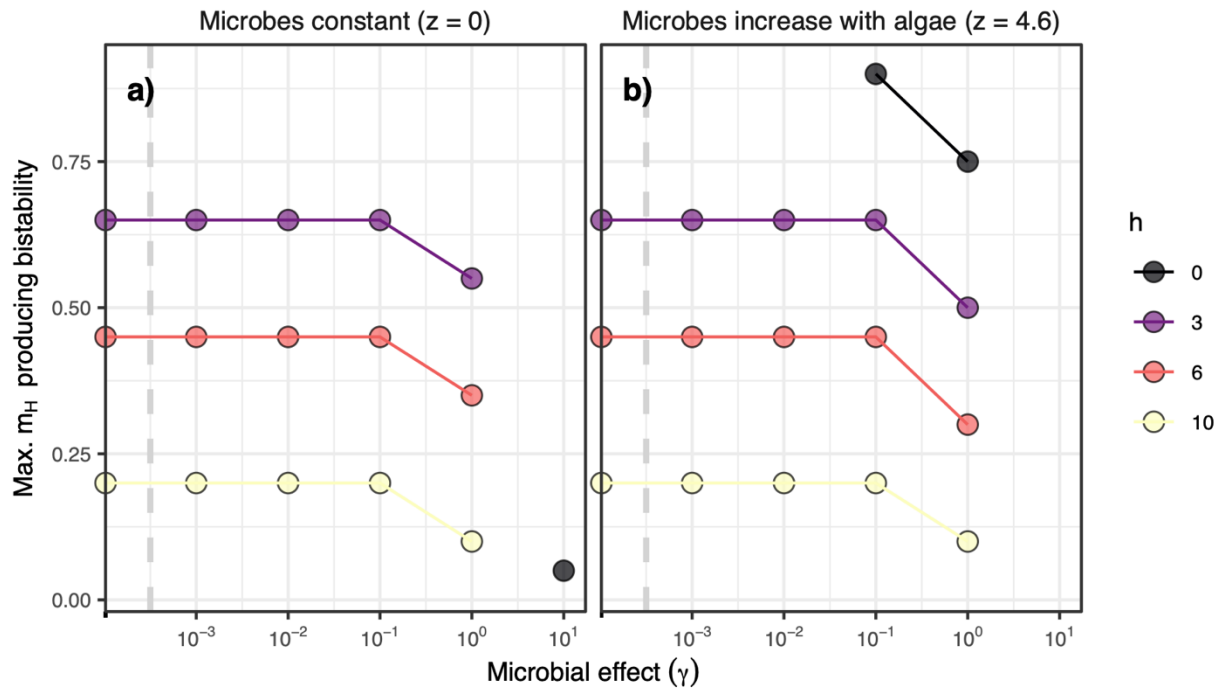 Microbes constant (z = 0)
Microbes increase with algae (z = 4.6)
a)
b)
Max. mH producing bistability
0.75
0.50
0.25
0.00
10⁻³
10⁻²
10⁻¹
10⁰
10¹
10⁻³
10⁻²
10⁻¹
10⁰
10¹
Microbial effect (γ)
h
0
3
6
10